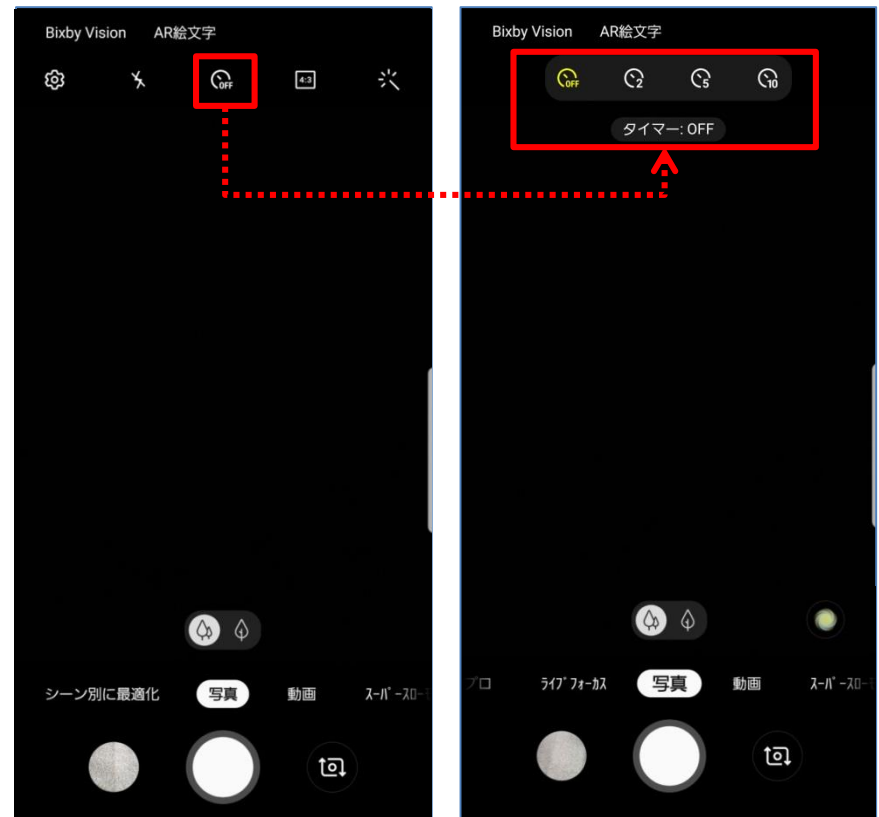 Bixby Vision AR絵文字
OFF 4:3
シーン別に最適化 写真 動画 ｽｰﾊﾟｰｽﾛｰ
Bixby Vision AR絵文字
OFF 2 5 10
タイマー: OFF
プロ ﾗｲﾌﾞﾌｫｰｶｽ 写真 動画 ｽｰﾊﾟｰｽﾛｰ